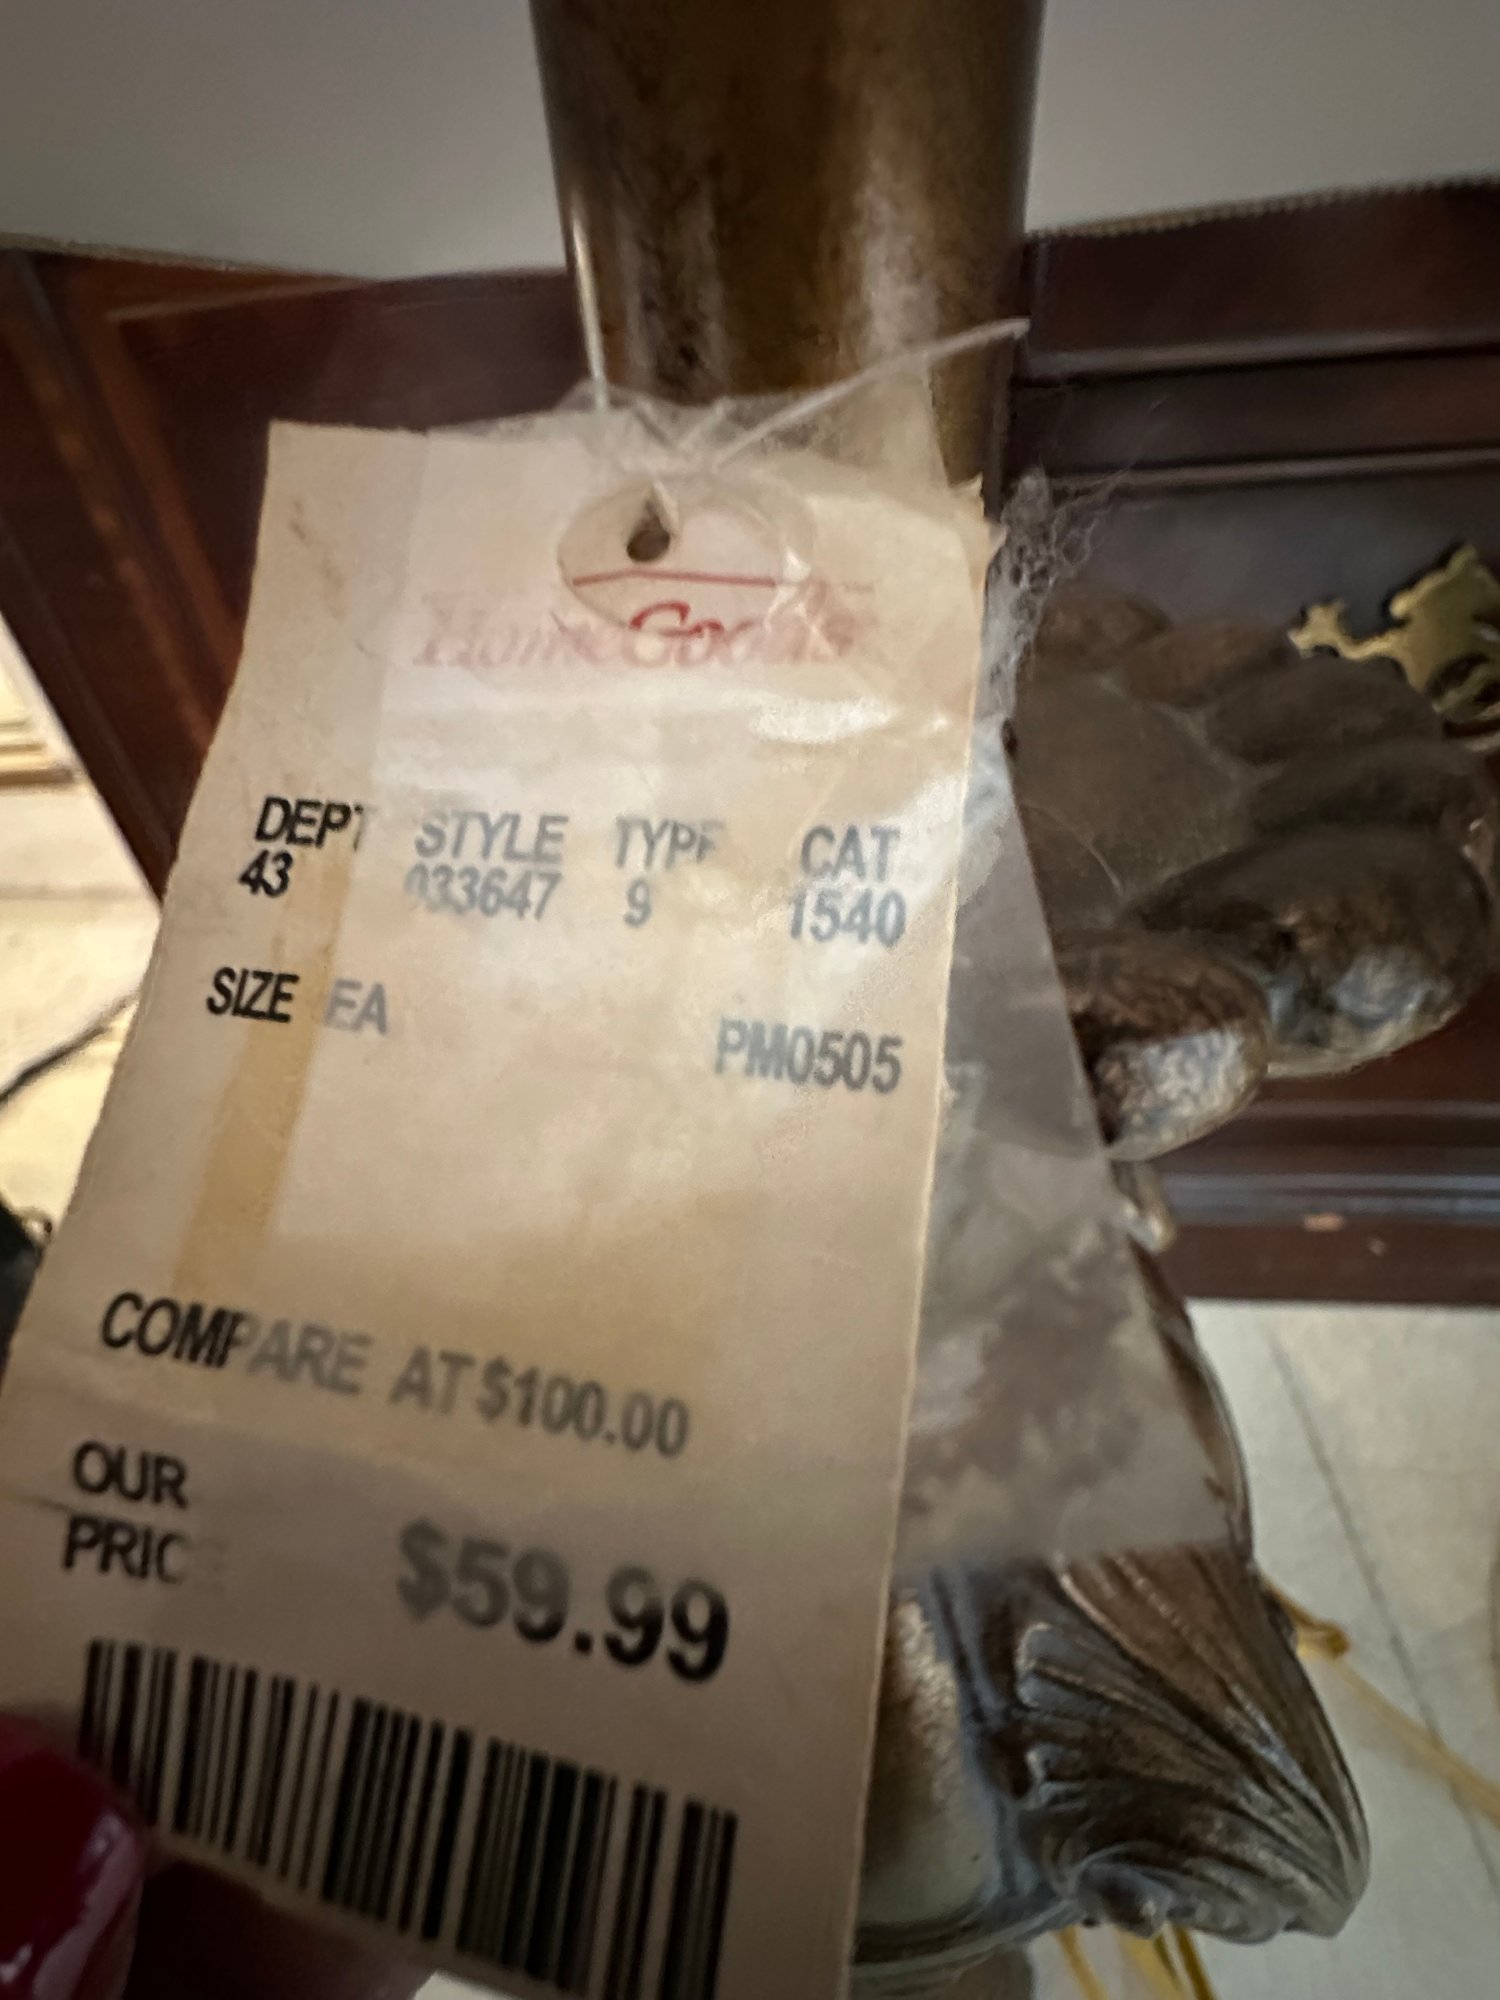 HomeGoods
DEPT STYLE TYPE CAT
43 033647 9 1540
SIZE EA
PM0505
COMPARE AT $100.00
OUR
PRICE
$59.99